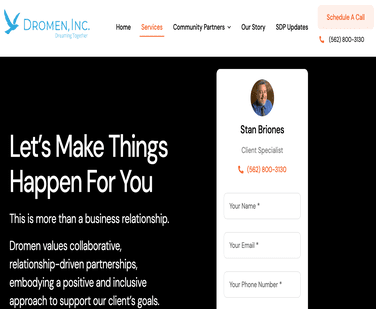 Dromen, Inc.
Dreaming Together
Home
Services
Community Partners
Our Story
SDP Updates
Schedule A Call
(562) 800-3130
Let's Make Things
Happen For You
This is more than a business relationship.
Dromen values collaborative,
relationship-driven partnerships,
embodying a positive and inclusive
approach to support our client's goals.
Stan Briones
Client Specialist
(562) 800-3130
Your Name *
Your Email *
Your Phone Number *